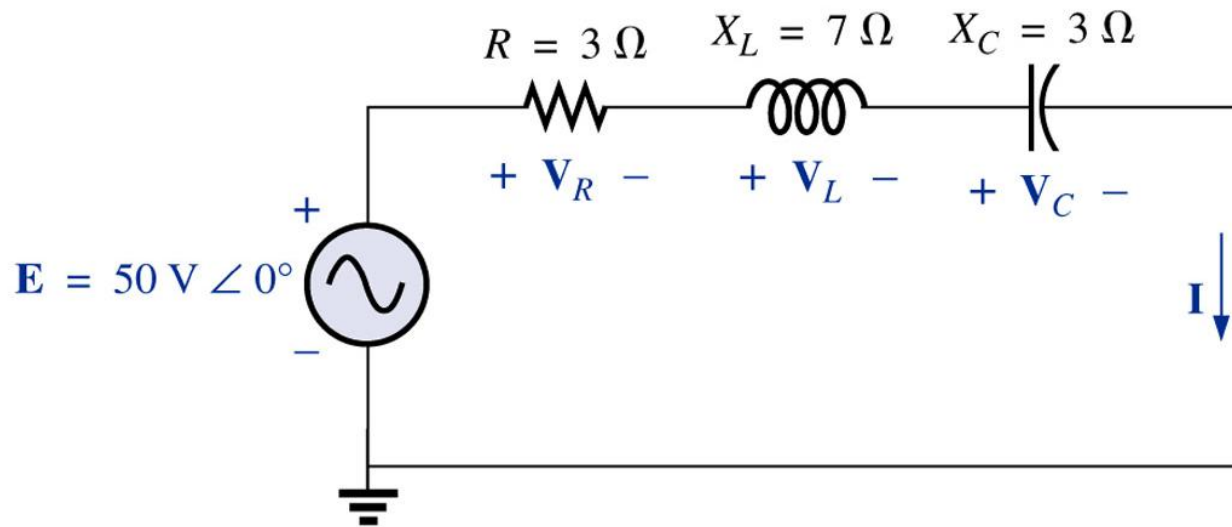 R = 3 Ω
X_L = 7 Ω
X_C = 3 Ω
+ V_R −
+ V_L −
+ V_C −
+
E = 50 V ∠ 0°
−
I